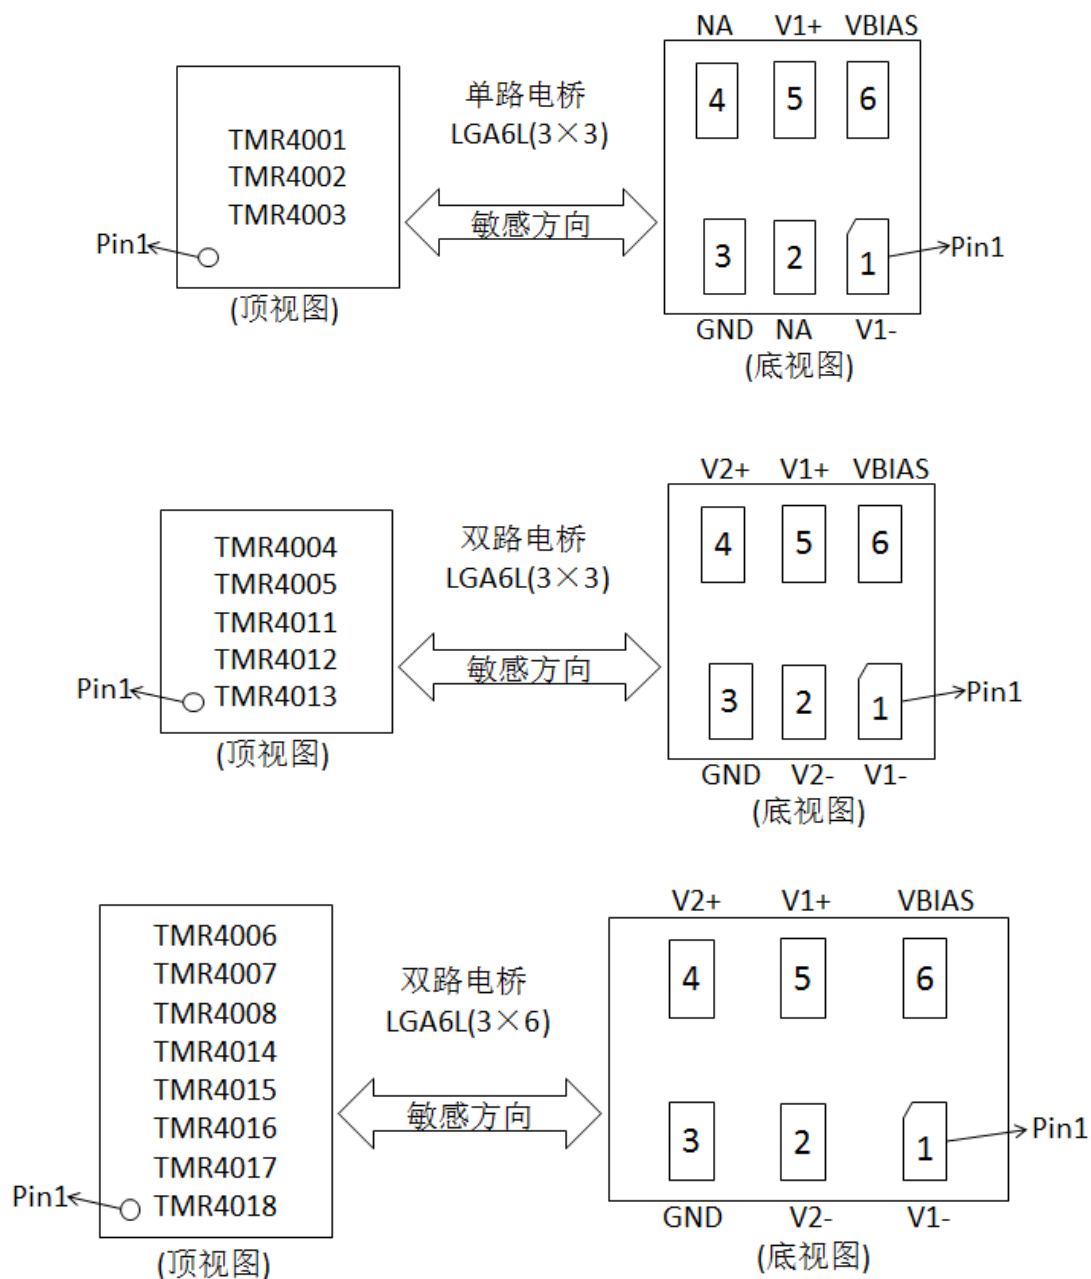 NA V1+ VBIAS
4 5 6
单路电桥
LGA6L(3×3)
TMR4001
TMR4002
TMR4003
敏感方向
Pin1
3 2 1
Pin1
(顶视图)
GND NA V1-
(底视图)
V2+ V1+ VBIAS
4 5 6
双路电桥
LGA6L(3×3)
TMR4004
TMR4005
TMR4011
TMR4012
TMR4013
敏感方向
Pin1
3 2 1
Pin1
(顶视图)
GND V2- V1-
(底视图)
V2+ V1+ VBIAS
4 5 6
双路电桥
LGA6L(3×6)
TMR4006
TMR4007
TMR4008
TMR4014
TMR4015
TMR4016
TMR4017
TMR4018
敏感方向
Pin1
3 2 1
Pin1
(顶视图)
GND V2- V1-
(底视图)